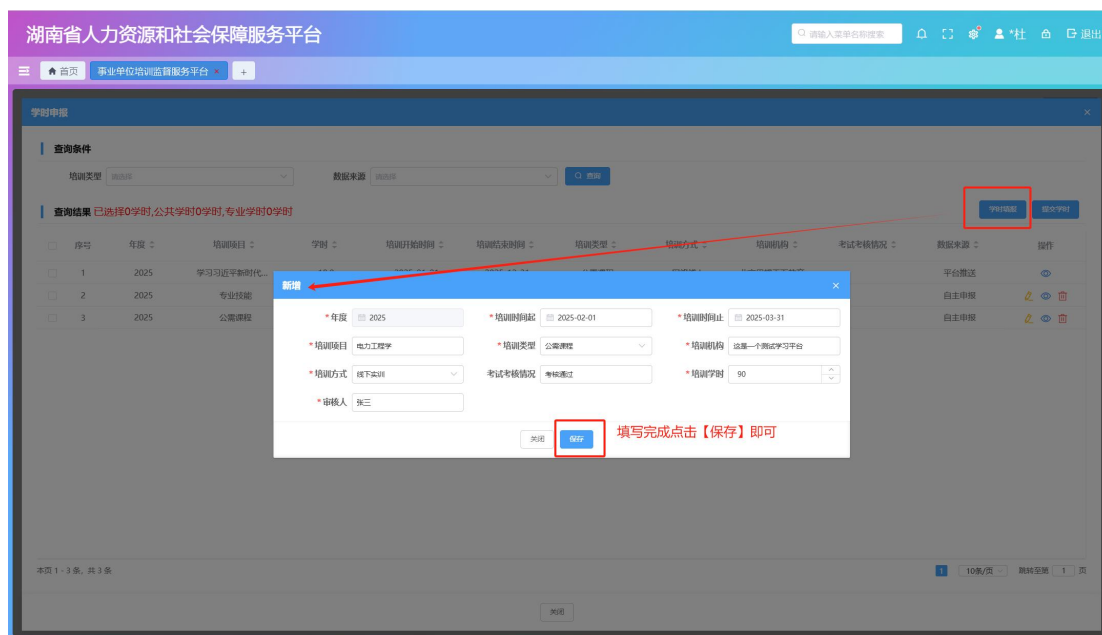 湖南省人力资源和社会保障服务平台 请输入菜单名称搜索 *杜 退出
首页 事业单位培训监督服务平台 × +
学时申报 ×
查询条件
培训类型 请选择 数据来源 请选择 查询
查询结果 已选择0学时,公共学时0学时,专业学时0学时 学时填报 提交学时
序号 年度 培训项目 学时 培训开始时间 培训结束时间 培训类型 培训方式 培训机构 考试考核情况 数据来源 操作
1 2025 学习习近平新时代... 平台推送
2 2025 专业技能 自主申报
3 2025 公需课程 自主申报
新增 ×
*年度 2025 *培训时间起 2025-02-01 *培训时间止 2025-03-31
*培训项目 电力工程学 *培训类型 公需课程 *培训机构 这是一个测试学习平台
*培训方式 线下实训 考试考核情况 考核通过 *培训学时 90
*审核人 张三
关闭 保存 填写完成点击【保存】即可
本页 1 - 3 条, 共 3 条 1 10条/页 跳转至第 1 页
关闭